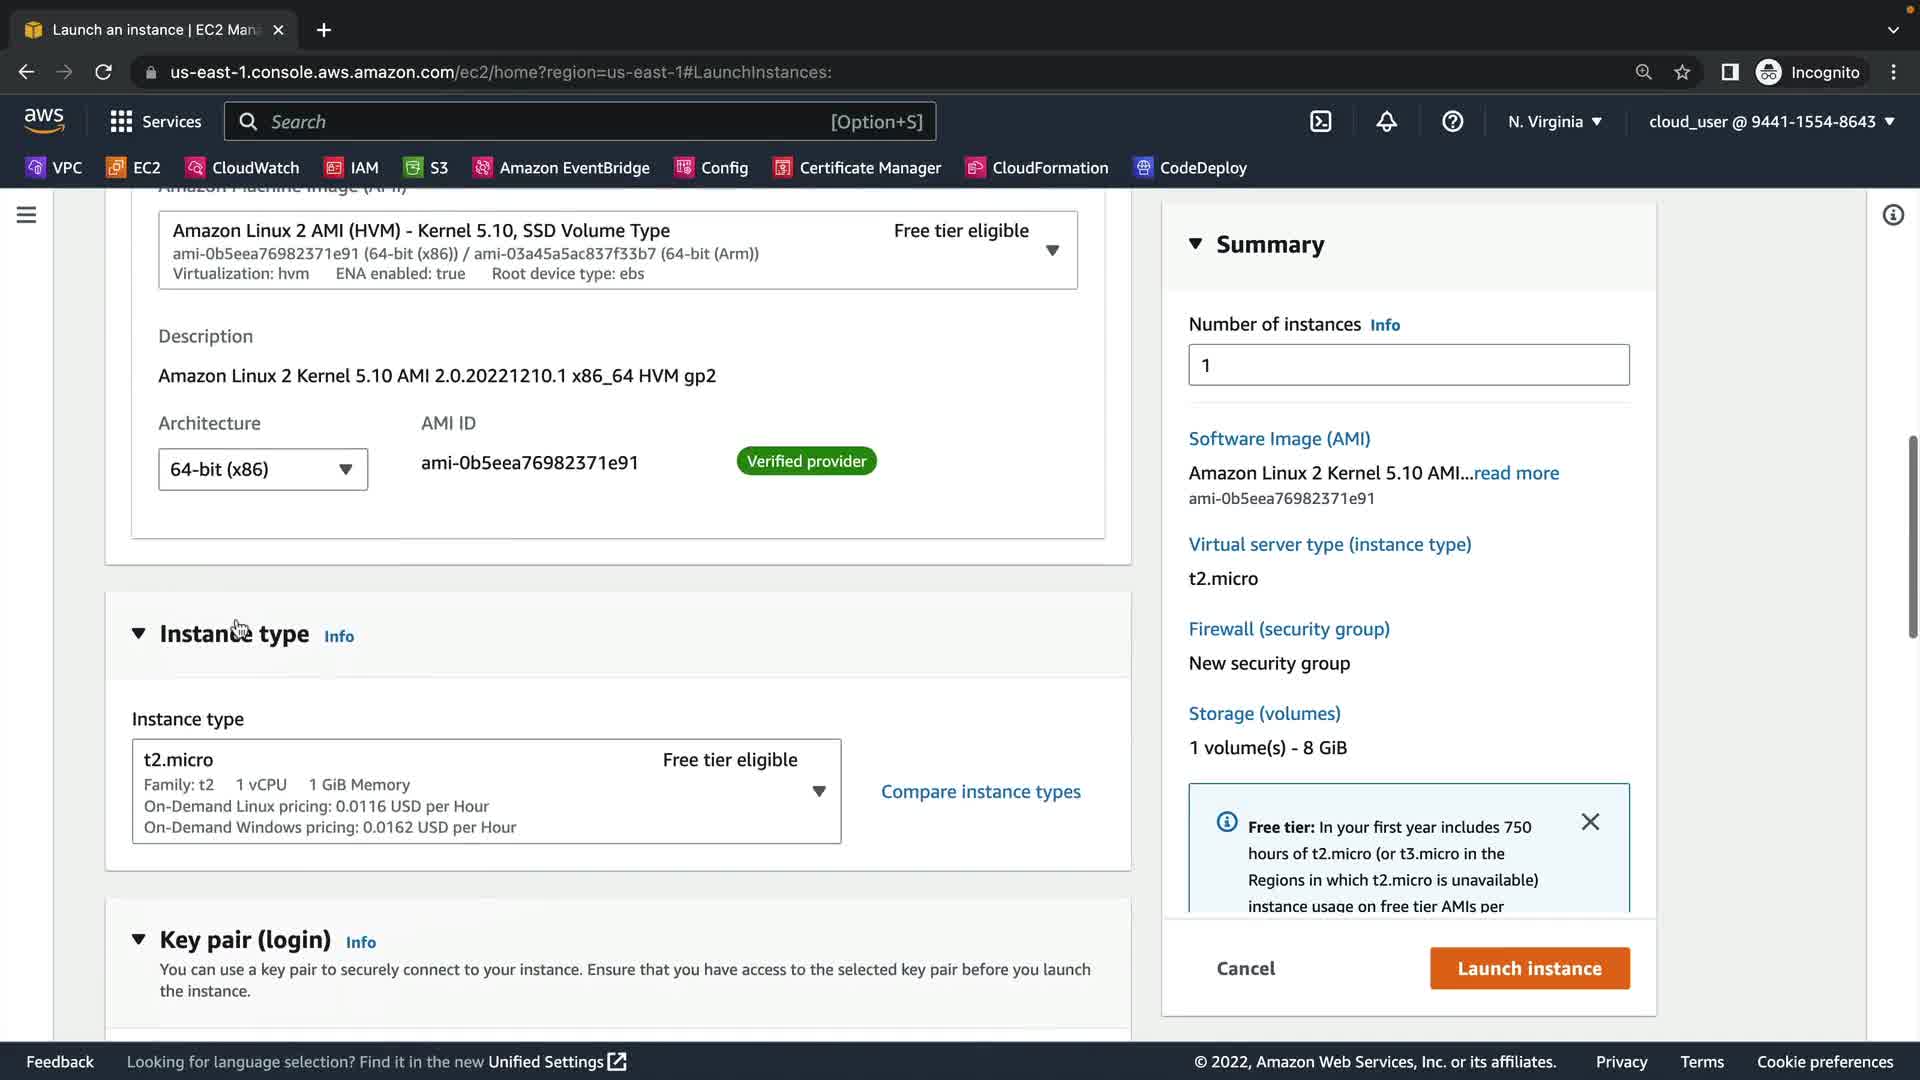 Launch an instance | EC2 Mana
us-east-1.console.aws.amazon.com/ec2/home?region=us-east-1#LaunchInstances:
Incognito
aws
Services
Search
[Option+S]
N. Virginia
cloud_user @ 9441-1554-8643
VPC
EC2
CloudWatch
IAM
S3
Amazon EventBridge
Config
Certificate Manager
CloudFormation
CodeDeploy
Amazon Machine Image (AMI)
Amazon Linux 2 AMI (HVM) - Kernel 5.10, SSD Volume Type
Free tier eligible
ami-0b5eea76982371e91 (64-bit (x86)) / ami-03a45a5ac837f33b7 (64-bit (Arm))
Virtualization: hvm ENA enabled: true Root device type: ebs
Description
Amazon Linux 2 Kernel 5.10 AMI 2.0.20221210.1 x86_64 HVM gp2
Architecture
AMI ID
64-bit (x86)
ami-0b5eea76982371e91
Verified provider
Instance type Info
Instance type
t2.micro
Free tier eligible
Family: t2 1 vCPU 1 GiB Memory
On-Demand Linux pricing: 0.0116 USD per Hour
On-Demand Windows pricing: 0.0162 USD per Hour
Compare instance types
Key pair (login) Info
You can use a key pair to securely connect to your instance. Ensure that you have access to the selected key pair before you launch
the instance.
Summary
Number of instances Info
1
Software Image (AMI)
Amazon Linux 2 Kernel 5.10 AMI...read more
ami-0b5eea76982371e91
Virtual server type (instance type)
t2.micro
Firewall (security group)
New security group
Storage (volumes)
1 volume(s) - 8 GiB
Free tier: In your first year includes 750
hours of t2.micro (or t3.micro in the
Regions in which t2.micro is unavailable)
instance usage on free tier AMIs per
Cancel
Launch instance
Feedback
Looking for language selection? Find it in the new Unified Settings
© 2022, Amazon Web Services, Inc. or its affiliates.
Privacy
Terms
Cookie preferences